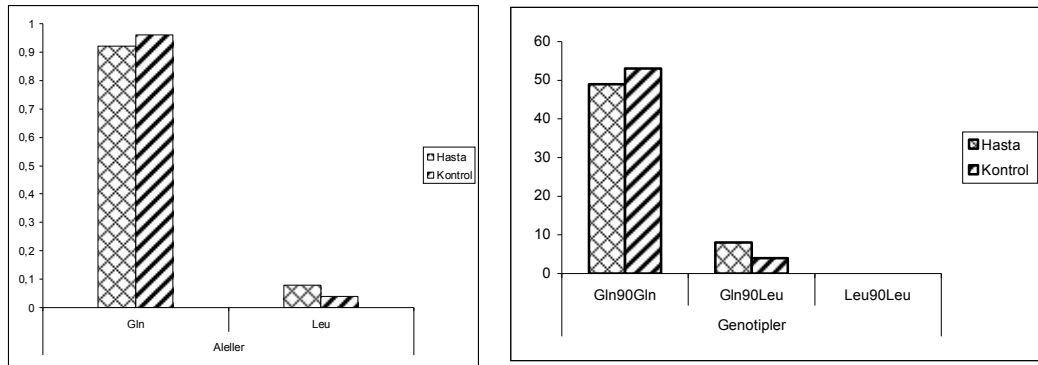 1
0,9
0,8
0,7
0,6
0,5
0,4
0,3
0,2
0,1
0
Gln
Leu
Aleller
Hasta
Kontrol
60
50
40
30
20
10
0
Gln90Gln
Gln90Leu
Leu90Leu
Genotipler
Hasta
Kontrol